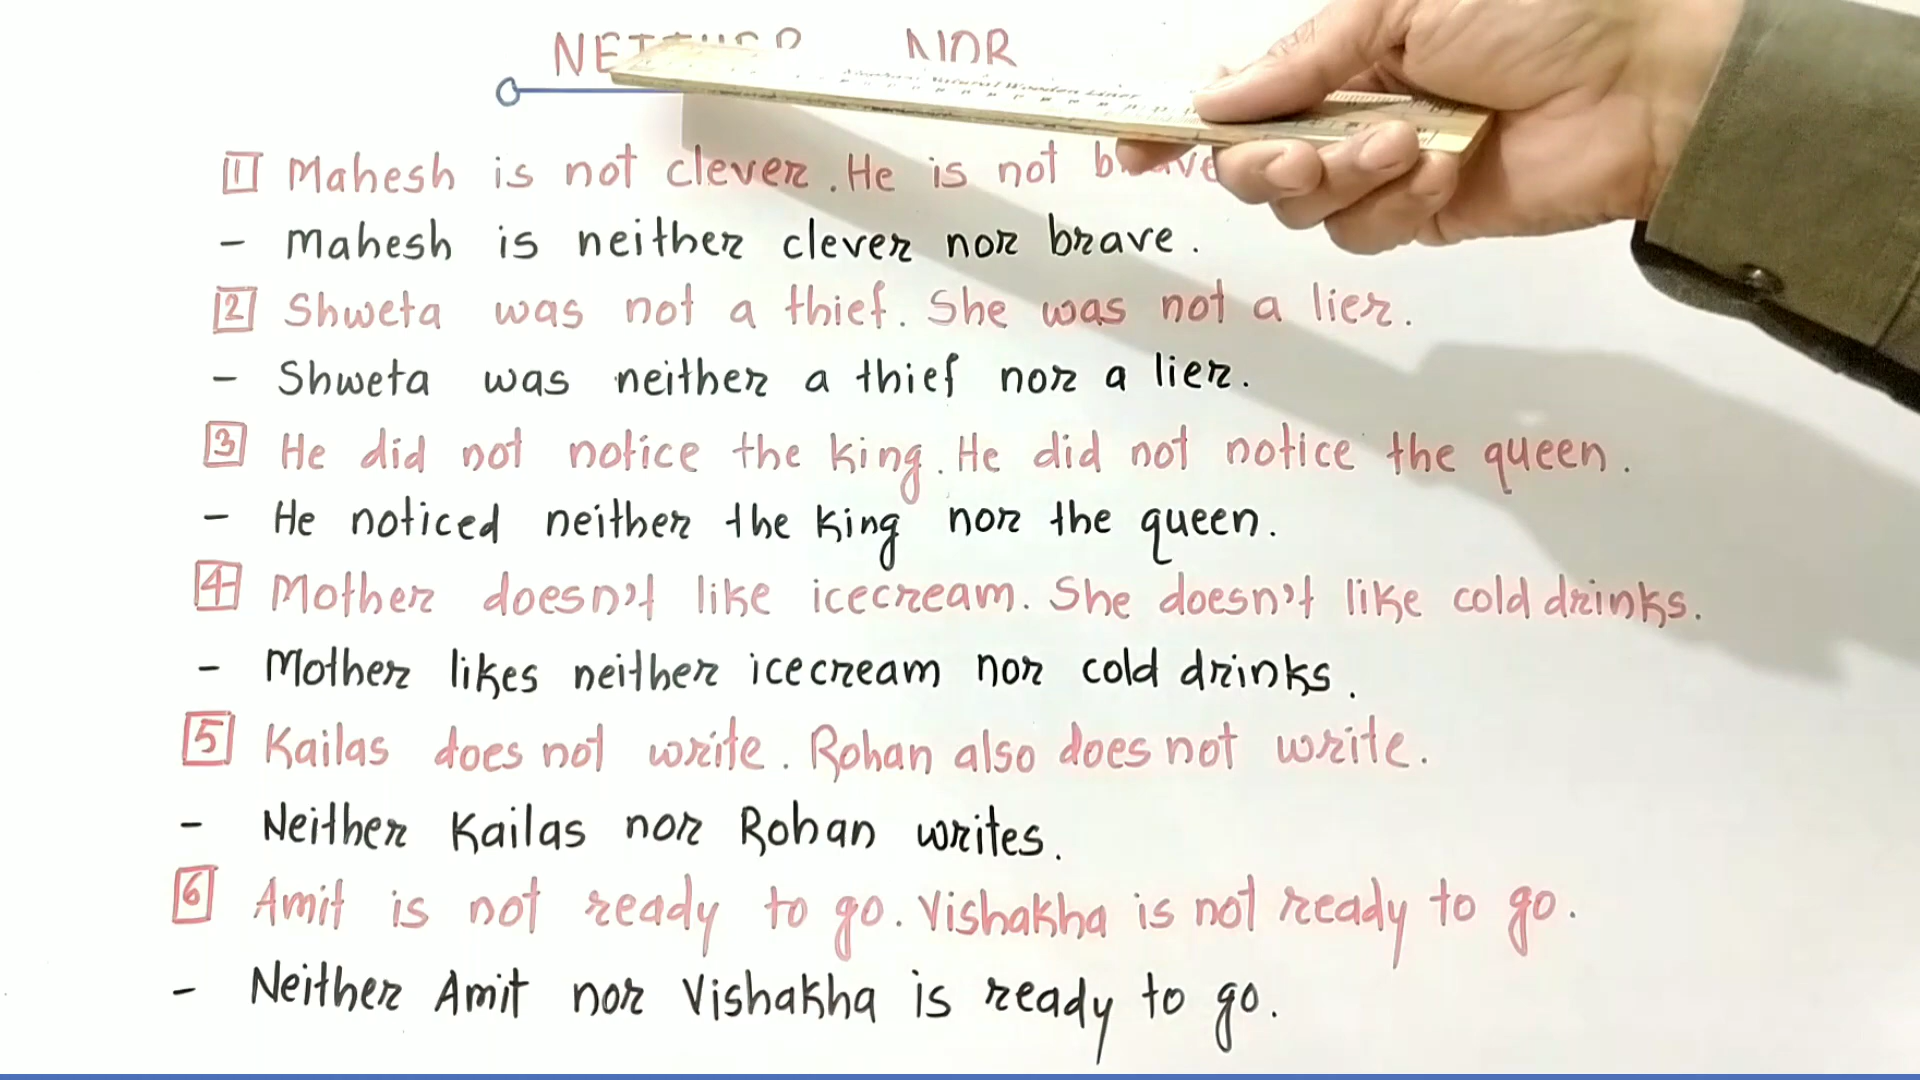 NOR
1 Mahesh is not clever. He is not
- Mahesh is neither clever nor brave.
2 Shweta was not a thief. She was not a lier.
- Shweta was neither a thief nor a lier.
3 He did not notice the king. He did not notice the queen.
- He noticed neither the king nor the queen.
4 Mother doesn't like icecream. She doesn't like cold drinks.
- Mother likes neither icecream nor cold drinks.
5 Kailas does not write. Rohan also does not write.
- Neither Kailas nor Rohan writes.
6 Amit is not ready to go. Vishakha is not ready to go.
- Neither Amit nor Vishakha is ready to go.